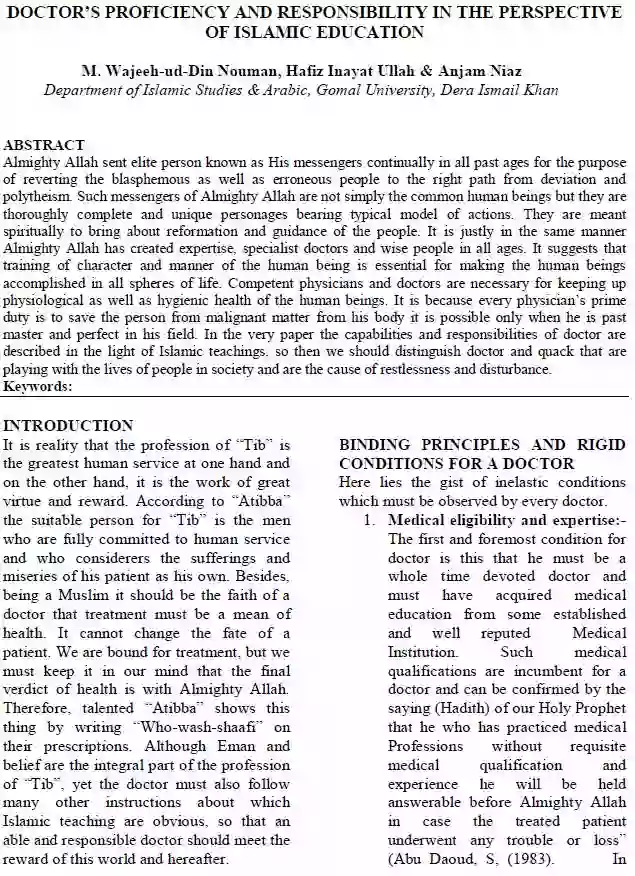 DOCTOR'S PROFICIENCY AND RESPONSIBILITY IN THE PERSPECTIVE
OF ISLAMIC EDUCATION
M. Wajeeh-ud-Din Nouman, Hafiz Inayat Ullah & Anjam Niaz
Department of Islamic Studies & Arabic, Gomal University, Dera Ismail Khan
ABSTRACT
Almighty Allah sent elite person known as His messengers continually in all past ages for the purpose
of reverting the blasphemous as well as erroneous people to the right path from deviation and
polytheism. Such messengers of Almighty Allah are not simply the common human beings but they are
thoroughly complete and unique personages bearing typical model of actions. They are meant
spiritually to bring about reformation and guidance of the people. It is justly in the same manner
Almighty Allah has created expertise, specialist doctors and wise people in all ages. It suggests that
training of character and manner of the human being is essential for making the human beings
accomplished in all spheres of life. Competent physicians and doctors are necessary for keeping up
physiological as well as hygienic health of the human beings. It is because every physician's prime
duty is to save the person from malignant matter from his body it is possible only when he is past
master and perfect in his field. In the very paper the capabilities and responsibilities of doctor are
described in the light of Islamic teachings. so then we should distinguish doctor and quack that are
playing with the lives of people in society and are the cause of restlessness and disturbance.
Keywords:
INTRODUCTION
It is reality that the profession of "Tib" is
the greatest human service at one hand and
on the other hand, it is the work of great
virtue and reward. According to "Atibba"
the suitable person for "Tib" is the men
who are fully committed to human service
and who considerers the sufferings and
miseries of his patient as his own. Besides,
being a Muslim it should be the faith of a
doctor that treatment must be a mean of
health. It cannot change the fate of a
patient. We are bound for treatment, but we
must keep it in our mind that the final
verdict of health is with Almighty Allah.
Therefore, talented "Atibba" shows this
thing by writing "Who-wash-shaafi" on
their prescriptions. Although Eman and
belief are the integral part of the profession
of "Tib", yet the doctor must also follow
many other instructions about which
Islamic teaching are obvious, so that an
able and responsible doctor should meet the
reward of this world and hereafter.
BINDING PRINCIPLES AND RIGID
CONDITIONS FOR A DOCTOR
Here lies the gist of inelastic conditions
which must be observed by every doctor.
1. Medical eligibility and expertise:-
The first and foremost condition for
doctor is this that he must be a
whole time devoted doctor and
must have acquired medical
education from some established
and well reputed Medical
Institution. Such medical
qualifications are incumbent for a
doctor and can be confirmed by the
saying (Hadith) of our Holy Prophet
that he who has practiced medical
Professions without requisite
medical qualification and
experience he will be held
answerable before Almighty Allah
in case the treated patient
underwent any trouble or loss"
(Abu Daoud, S, (1983). In